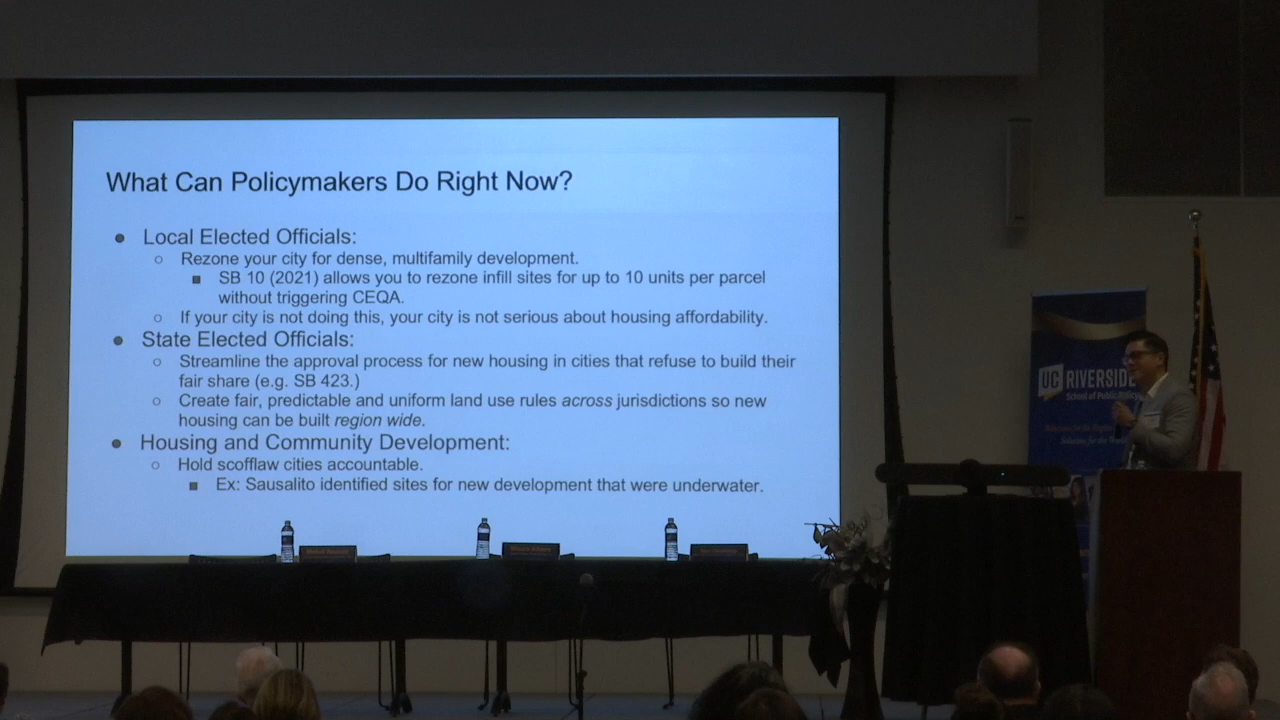 What Can Policymakers Do Right Now?
● Local Elected Officials:
○ Rezone your city for dense, multifamily development.
■ SB 10 (2021) allows you to rezone infill sites for up to 10 units per parcel
without triggering CEQA.
○ If your city is not doing this, your city is not serious about housing affordability.
● State Elected Officials:
○ Streamline the approval process for new housing in cities that refuse to build their
fair share (e.g. SB 423.)
○ Create fair, predictable and uniform land use rules across jurisdictions so new
housing can be built region wide.
● Housing and Community Development:
○ Hold scofflaw cities accountable.
■ Ex: Sausalito identified sites for new development that were underwater.
UC RIVERSIDE
School of Public Policy